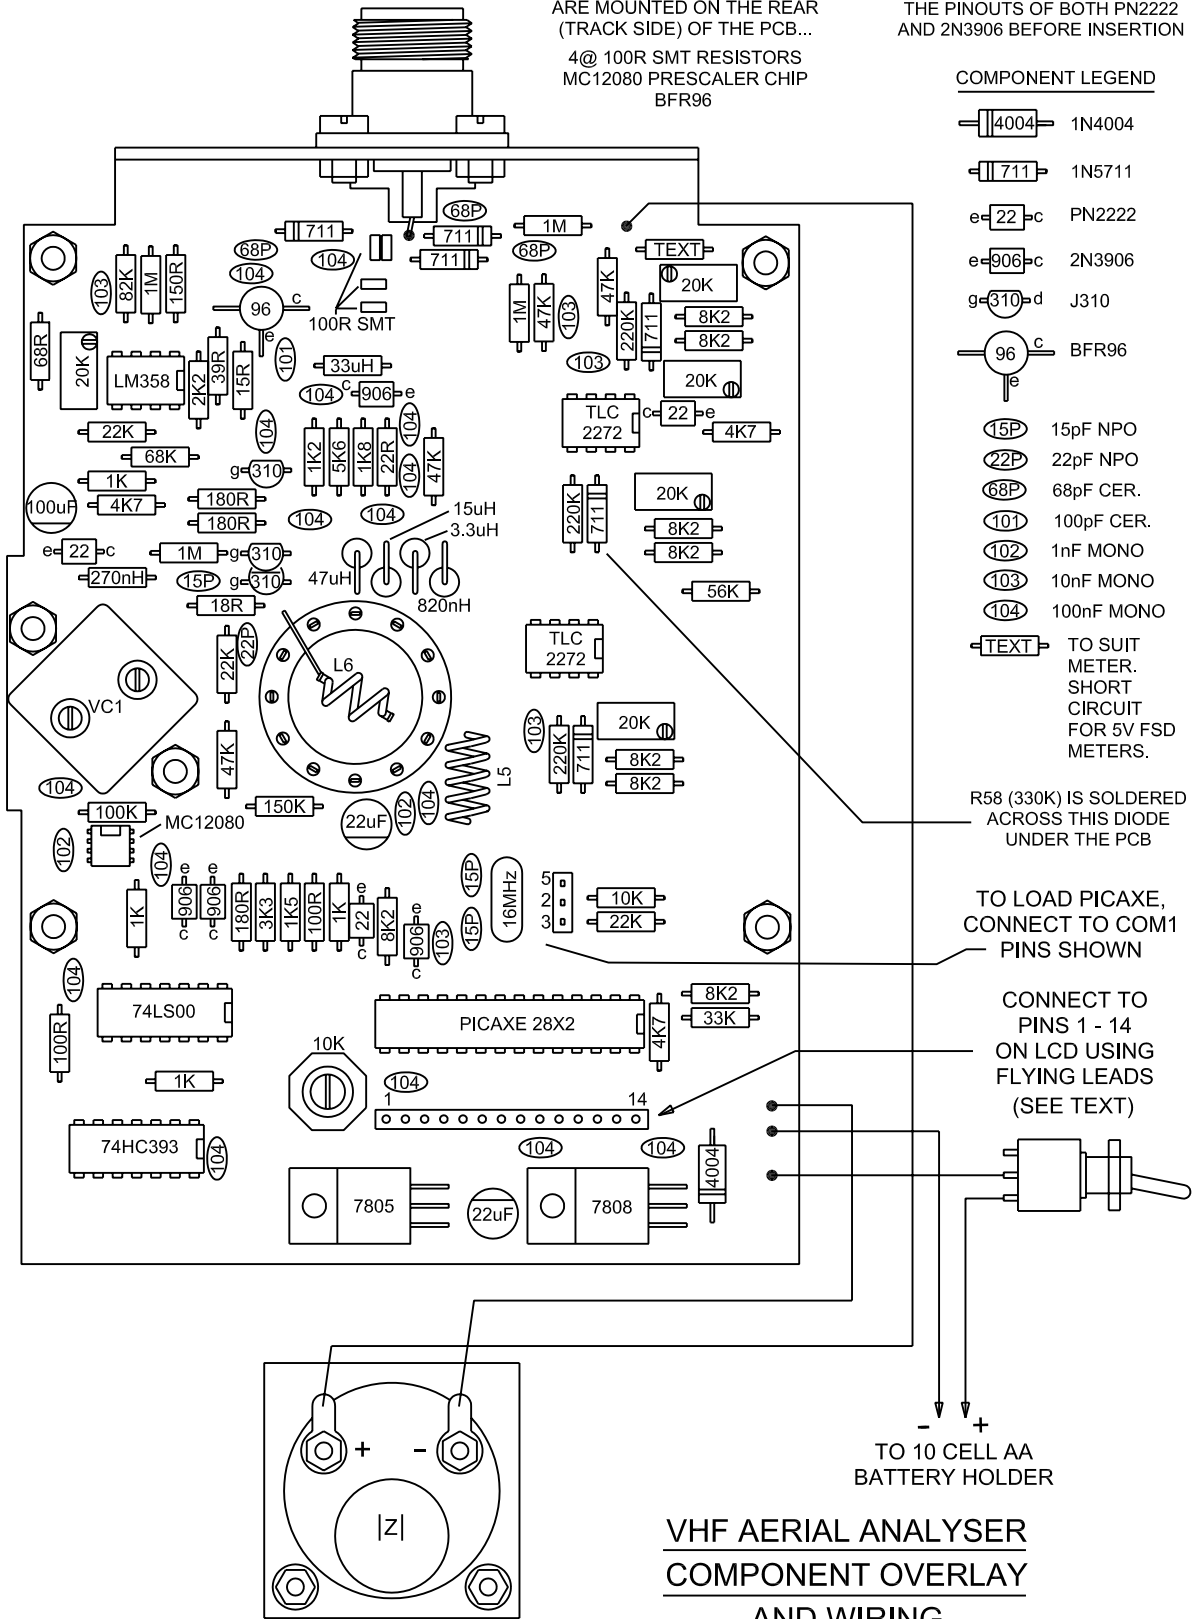 ARE MOUNTED ON THE REAR
(TRACK SIDE) OF THE PCB...
4@ 100R SMT RESISTORS
MC12080 PRESCALER CHIP
BFR96
THE PINOUTS OF BOTH PN2222
AND 2N3906 BEFORE INSERTION
COMPONENT LEGEND
4004 1N4004
711 1N5711
e 22 c PN2222
e 906 c 2N3906
g 310 d J310
96 c e BFR96
15P 15pF NPO
22P 22pF NPO
68P 68pF CER.
101 100pF CER.
102 1nF MONO
103 10nF MONO
104 100nF MONO
TEXT TO SUIT
METER.
SHORT
CIRCUIT
FOR 5V FSD
METERS.
R58 (330K) IS SOLDERED
ACROSS THIS DIODE
UNDER THE PCB
TO LOAD PICAXE,
CONNECT TO COM1
PINS SHOWN
CONNECT TO
PINS 1 - 14
ON LCD USING
FLYING LEADS
(SEE TEXT)
68P
711
711
711
68P
104
104
1M
68P
TEXT
103
82K
1M
150R
96
c
e
100R SMT
1M
47K
103
47K
220K
711
20K
8K2
8K2
103
68R
20K
LM358
2K2
39R
15R
101
33uH
104
c 906 e
20K
TLC
2272
c 22 e
4K7
22K
68K
1K
4K7
100uF
104
g 310
180R
180R
1K2
5K6
1K8
22R
104
104
47K
104
104
15uH
3.3uH
47uH
820nH
220K
711
20K
8K2
8K2
56K
e 22 c
1M
g 310
270nH
15P
g 310
18R
22K
22P
L6
VC1
47K
TLC
2272
103
220K
711
20K
8K2
8K2
L5
104
100K
MC12080
102
150K
22uF
102
104
104
1K
e 906 c
e 906 c
180R
3K3
1K5
100R
1K
e 22 c
8K2
e 906 c
103
15P
15P
16MHz
5
2
3
10K
22K
104
74LS00
100R
1K
PICAXE 28X2
4K7
8K2
33K
10K
104
1
14
74HC393
104
104
104
4004
7805
22uF
7808
+
-
|Z|
- +
TO 10 CELL AA
BATTERY HOLDER
VHF AERIAL ANALYSER
COMPONENT OVERLAY
AND WIRING